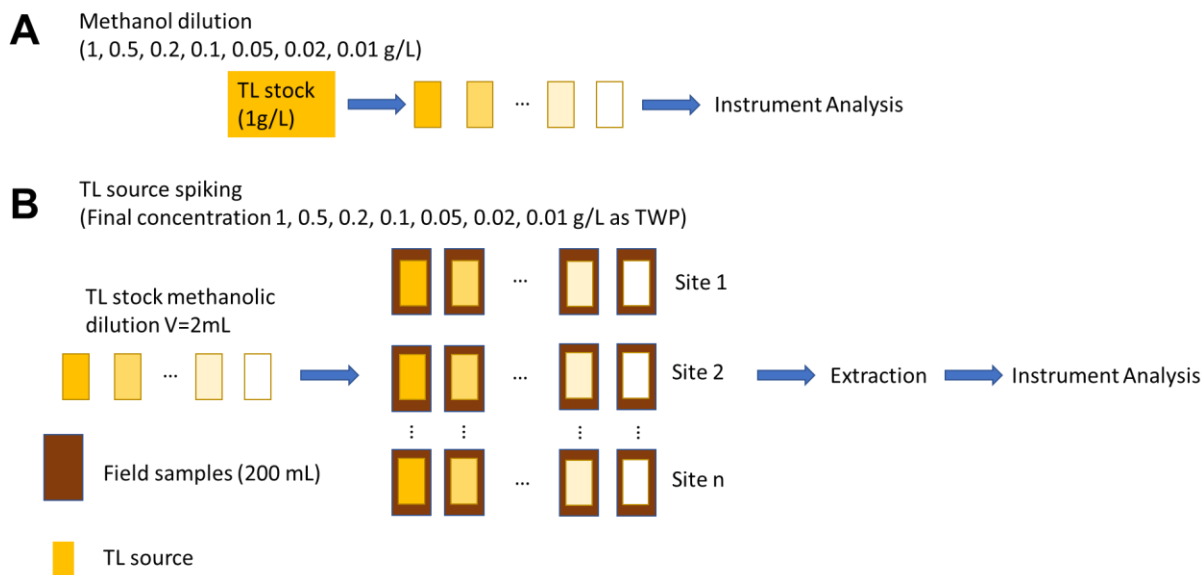 A
Methanol dilution
(1, 0.5, 0.2, 0.1, 0.05, 0.02, 0.01 g/L)
TL stock
(1g/L)
...
Instrument Analysis
B
TL source spiking
(Final concentration 1, 0.5, 0.2, 0.1, 0.05, 0.02, 0.01 g/L as TWP)
... Site 1
TL stock methanolic
dilution V=2mL
...
... Site 2
Extraction
Instrument Analysis
⋮ ⋮ ⋮ ⋮
... Site n
Field samples (200 mL)
TL source